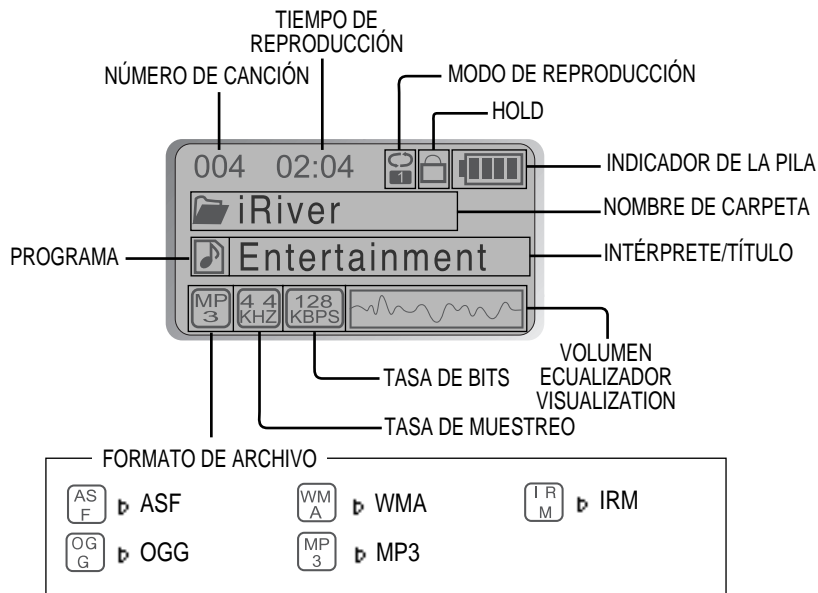 TIEMPO DE
REPRODUCCIÓN
NÚMERO DE CANCIÓN
MODO DE REPRODUCCIÓN
HOLD
004 02:04 1
INDICADOR DE LA PILA
iRiver
NOMBRE DE CARPETA
PROGRAMA
Entertainment
INTÉRPRETE/TÍTULO
MP
3
4 4
KHZ
128
KBPS
VOLUMEN
ECUALIZADOR
VISUALIZATION
TASA DE BITS
TASA DE MUESTREO
FORMATO DE ARCHIVO
AS
F
ASF
WM
A
WMA
I R
M
IRM
OG
G
OGG
MP
3
MP3